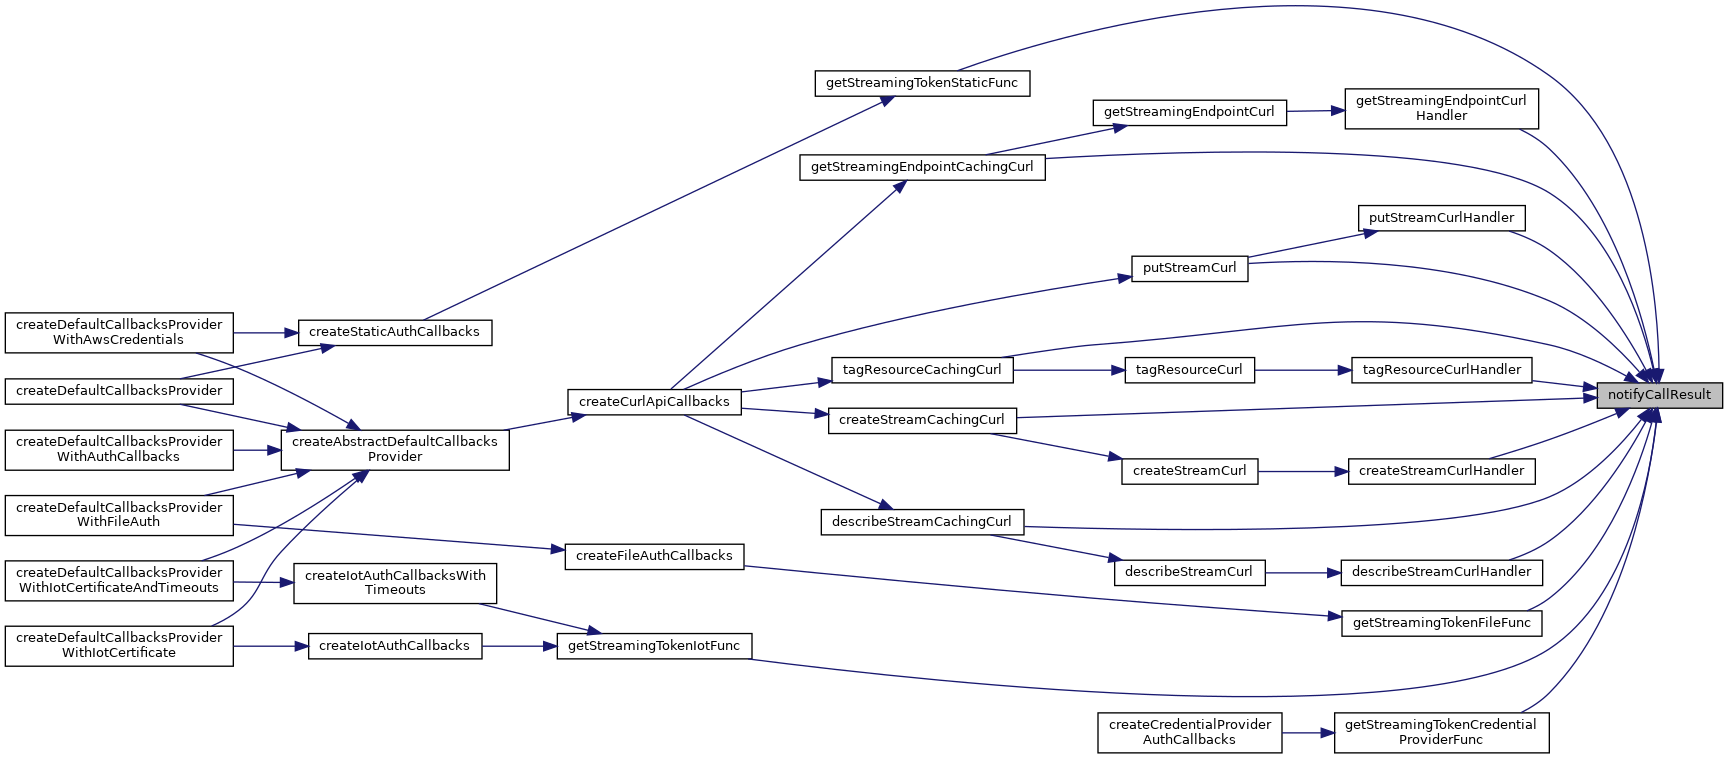 getStreamingTokenStaticFunc
getStreamingEndpointCurl
getStreamingEndpointCurl
Handler
getStreamingEndpointCachingCurl
putStreamCurlHandler
putStreamCurl
createDefaultCallbacksProvider
WithAwsCredentials
createStaticAuthCallbacks
createDefaultCallbacksProvider
createCurlApiCallbacks
tagResourceCachingCurl
tagResourceCurl
tagResourceCurlHandler
notifyCallResult
createStreamCachingCurl
createDefaultCallbacksProvider
WithAuthCallbacks
createAbstractDefaultCallbacks
Provider
createStreamCurl
createStreamCurlHandler
createDefaultCallbacksProvider
WithFileAuth
describeStreamCachingCurl
createFileAuthCallbacks
describeStreamCurl
describeStreamCurlHandler
createDefaultCallbacksProvider
WithIotCertificateAndTimeouts
createIotAuthCallbacksWith
Timeouts
getStreamingTokenFileFunc
createDefaultCallbacksProvider
WithIotCertificate
createIotAuthCallbacks
getStreamingTokenIotFunc
createCredentialProvider
AuthCallbacks
getStreamingTokenCredential
ProviderFunc